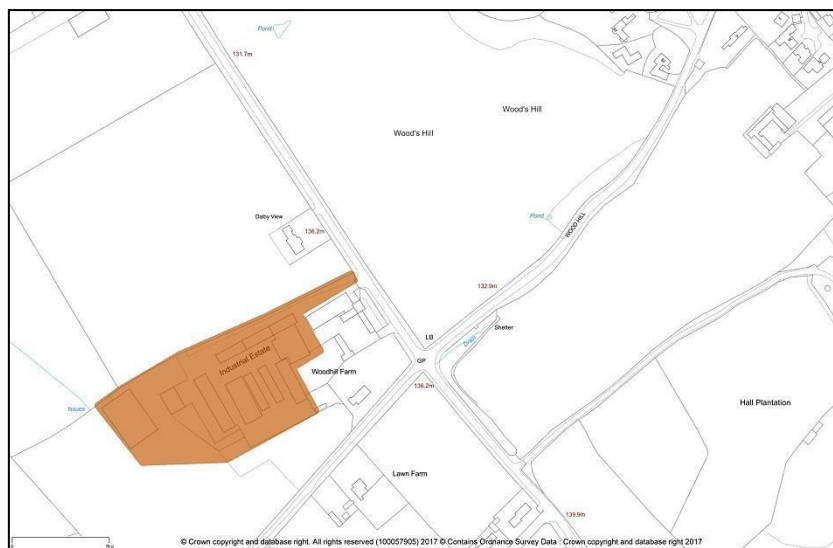 Pond
131.7m
Wood's Hill
Wood's Hill
Dalby View
136.2m
Pond
WOOD HILL
132.9m
Industrial Estate
LB
Shelter
Drain
GP
Woodhill Farm
136.2m
Issues
Hall Plantation
Lawn Farm
139.9m
© Crown copyright and database right. All rights reserved (100057905) 2017 © Contains Ordnance Survey Data : Crown copyright and database right 2017